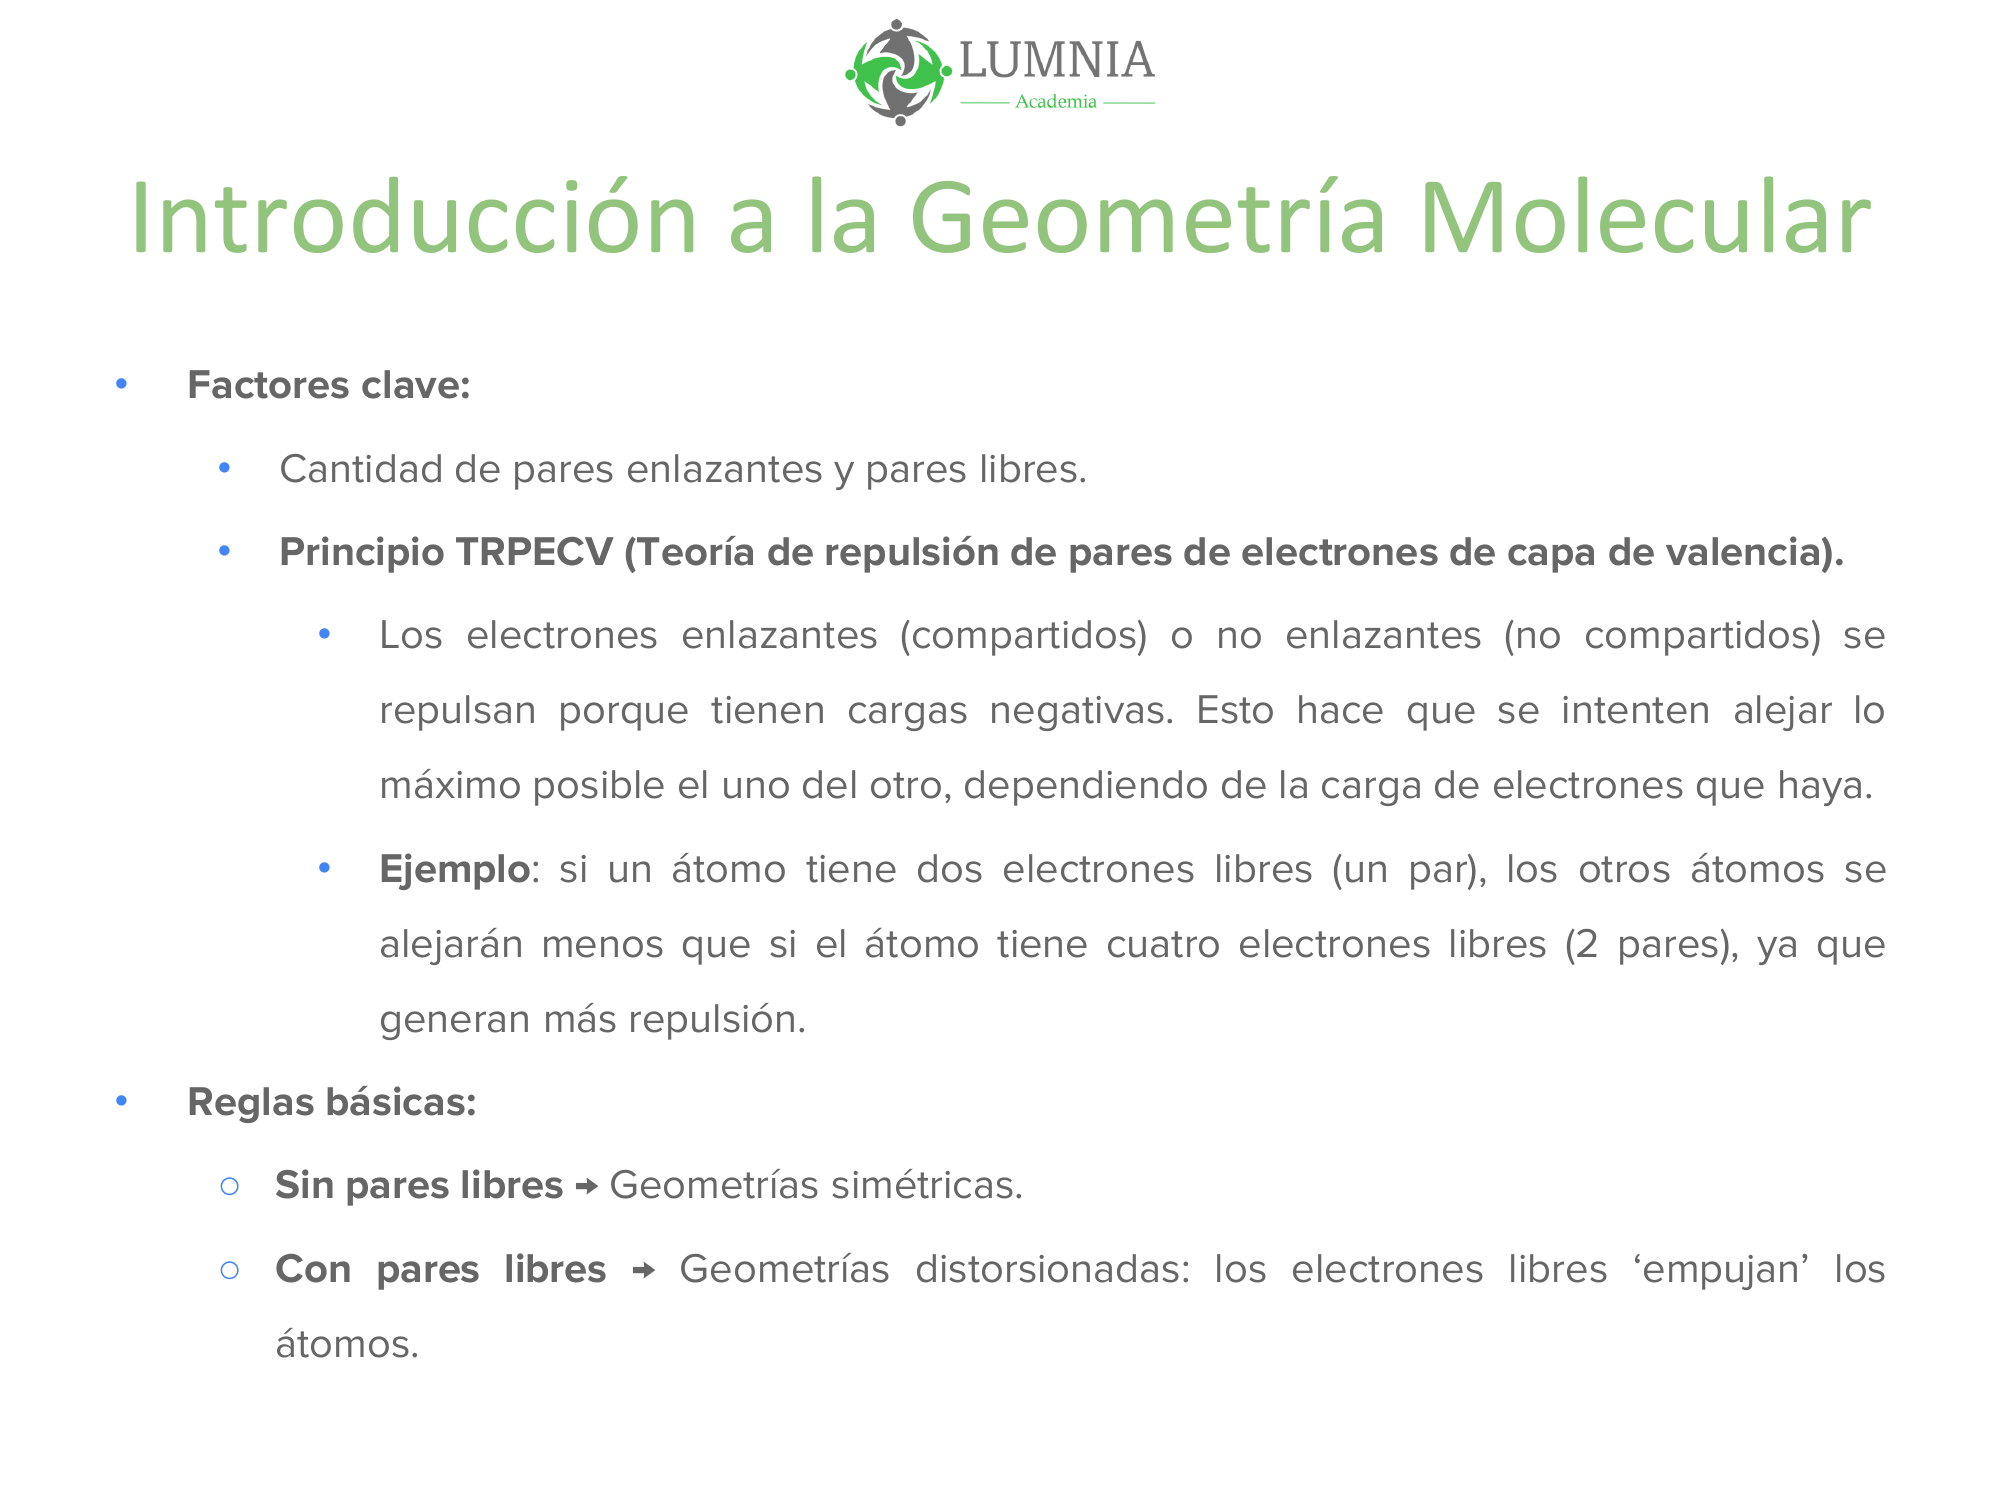 LUMNIA
Academia
Introducción a la Geometría Molecular
• Factores clave:
• Cantidad de pares enlazantes y pares libres.
• Principio TRPECV (Teoría de repulsión de pares de electrones de capa de valencia).
• Los electrones enlazantes (compartidos) o no enlazantes (no compartidos) se
repulsan porque tienen cargas negativas. Esto hace que se intenten alejar lo
máximo posible el uno del otro, dependiendo de la carga de electrones que haya.
• Ejemplo: si un átomo tiene dos electrones libres (un par), los otros átomos se
alejarán menos que si el átomo tiene cuatro electrones libres (2 pares), ya que
generan más repulsión.
• Reglas básicas:
○ Sin pares libres → Geometrías simétricas.
○ Con pares libres → Geometrías distorsionadas: los electrones libres ‘empujan’ los
átomos.